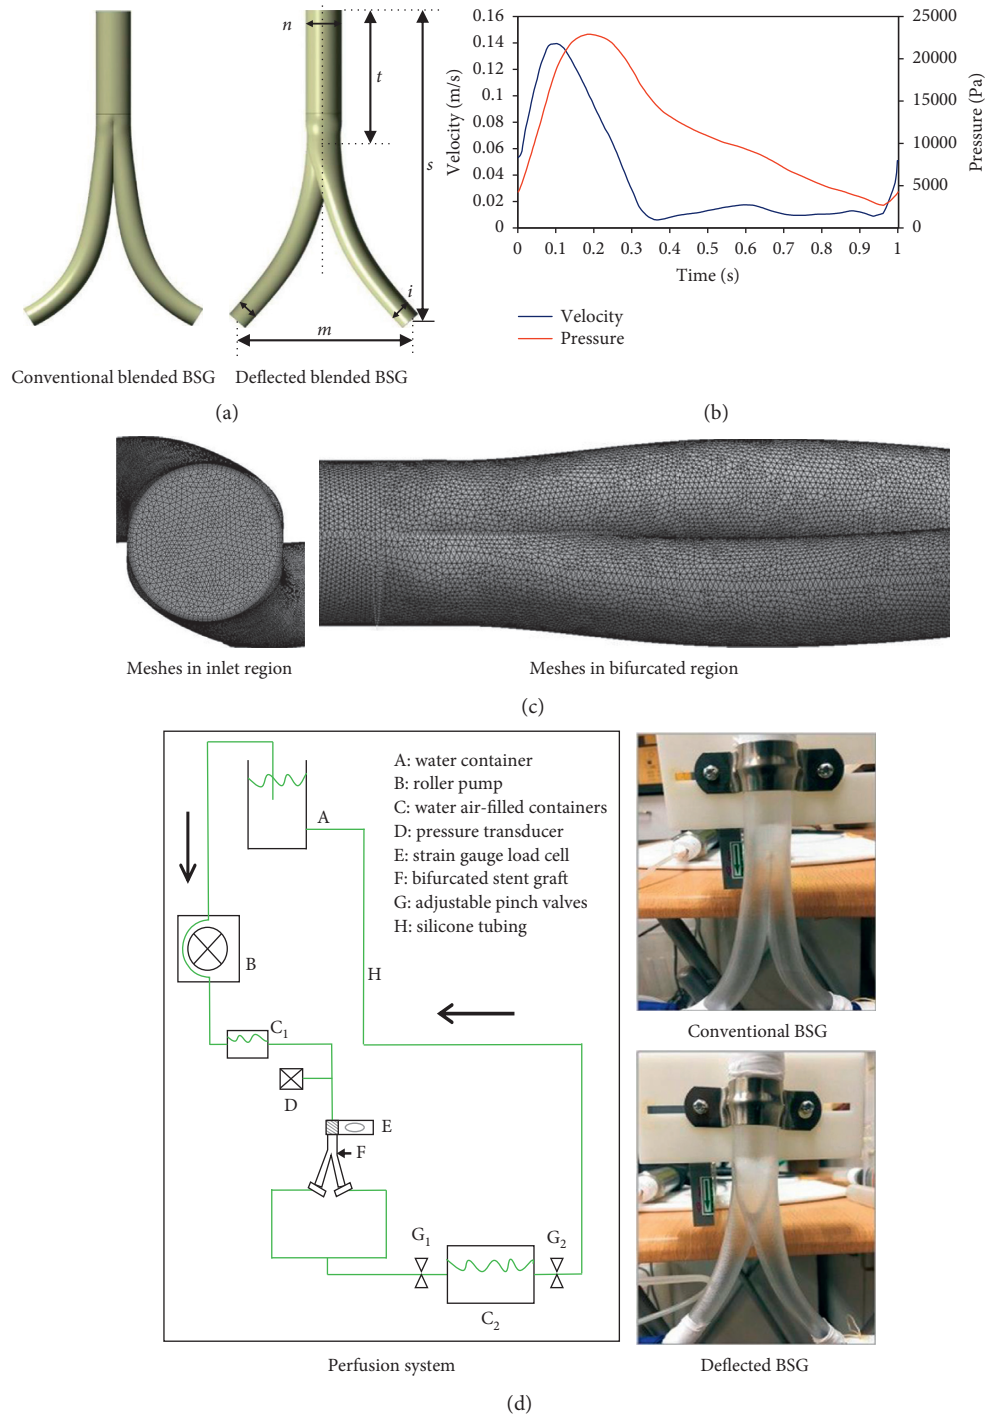 n
t
s
i
m
Conventional blended BSG
Deflected blended BSG
(a)
0.16
0.14
0.12
0.1
0.08
0.06
0.04
0.02
0
Velocity (m/s)
25000
20000
15000
10000
5000
0
Pressure (Pa)
0 0.1 0.2 0.3 0.4 0.5 0.6 0.7 0.8 0.9 1
Time (s)
Velocity
Pressure
(b)
Meshes in inlet region
Meshes in bifurcated region
(c)
A: water container
B: roller pump
C: water air-filled containers
D: pressure transducer
E: strain gauge load cell
F: bifurcated stent graft
G: adjustable pinch valves
H: silicone tubing
A
B
H
C1
D
E
F
G1
G2
C2
Perfusion system
Conventional BSG
Deflected BSG
(d)